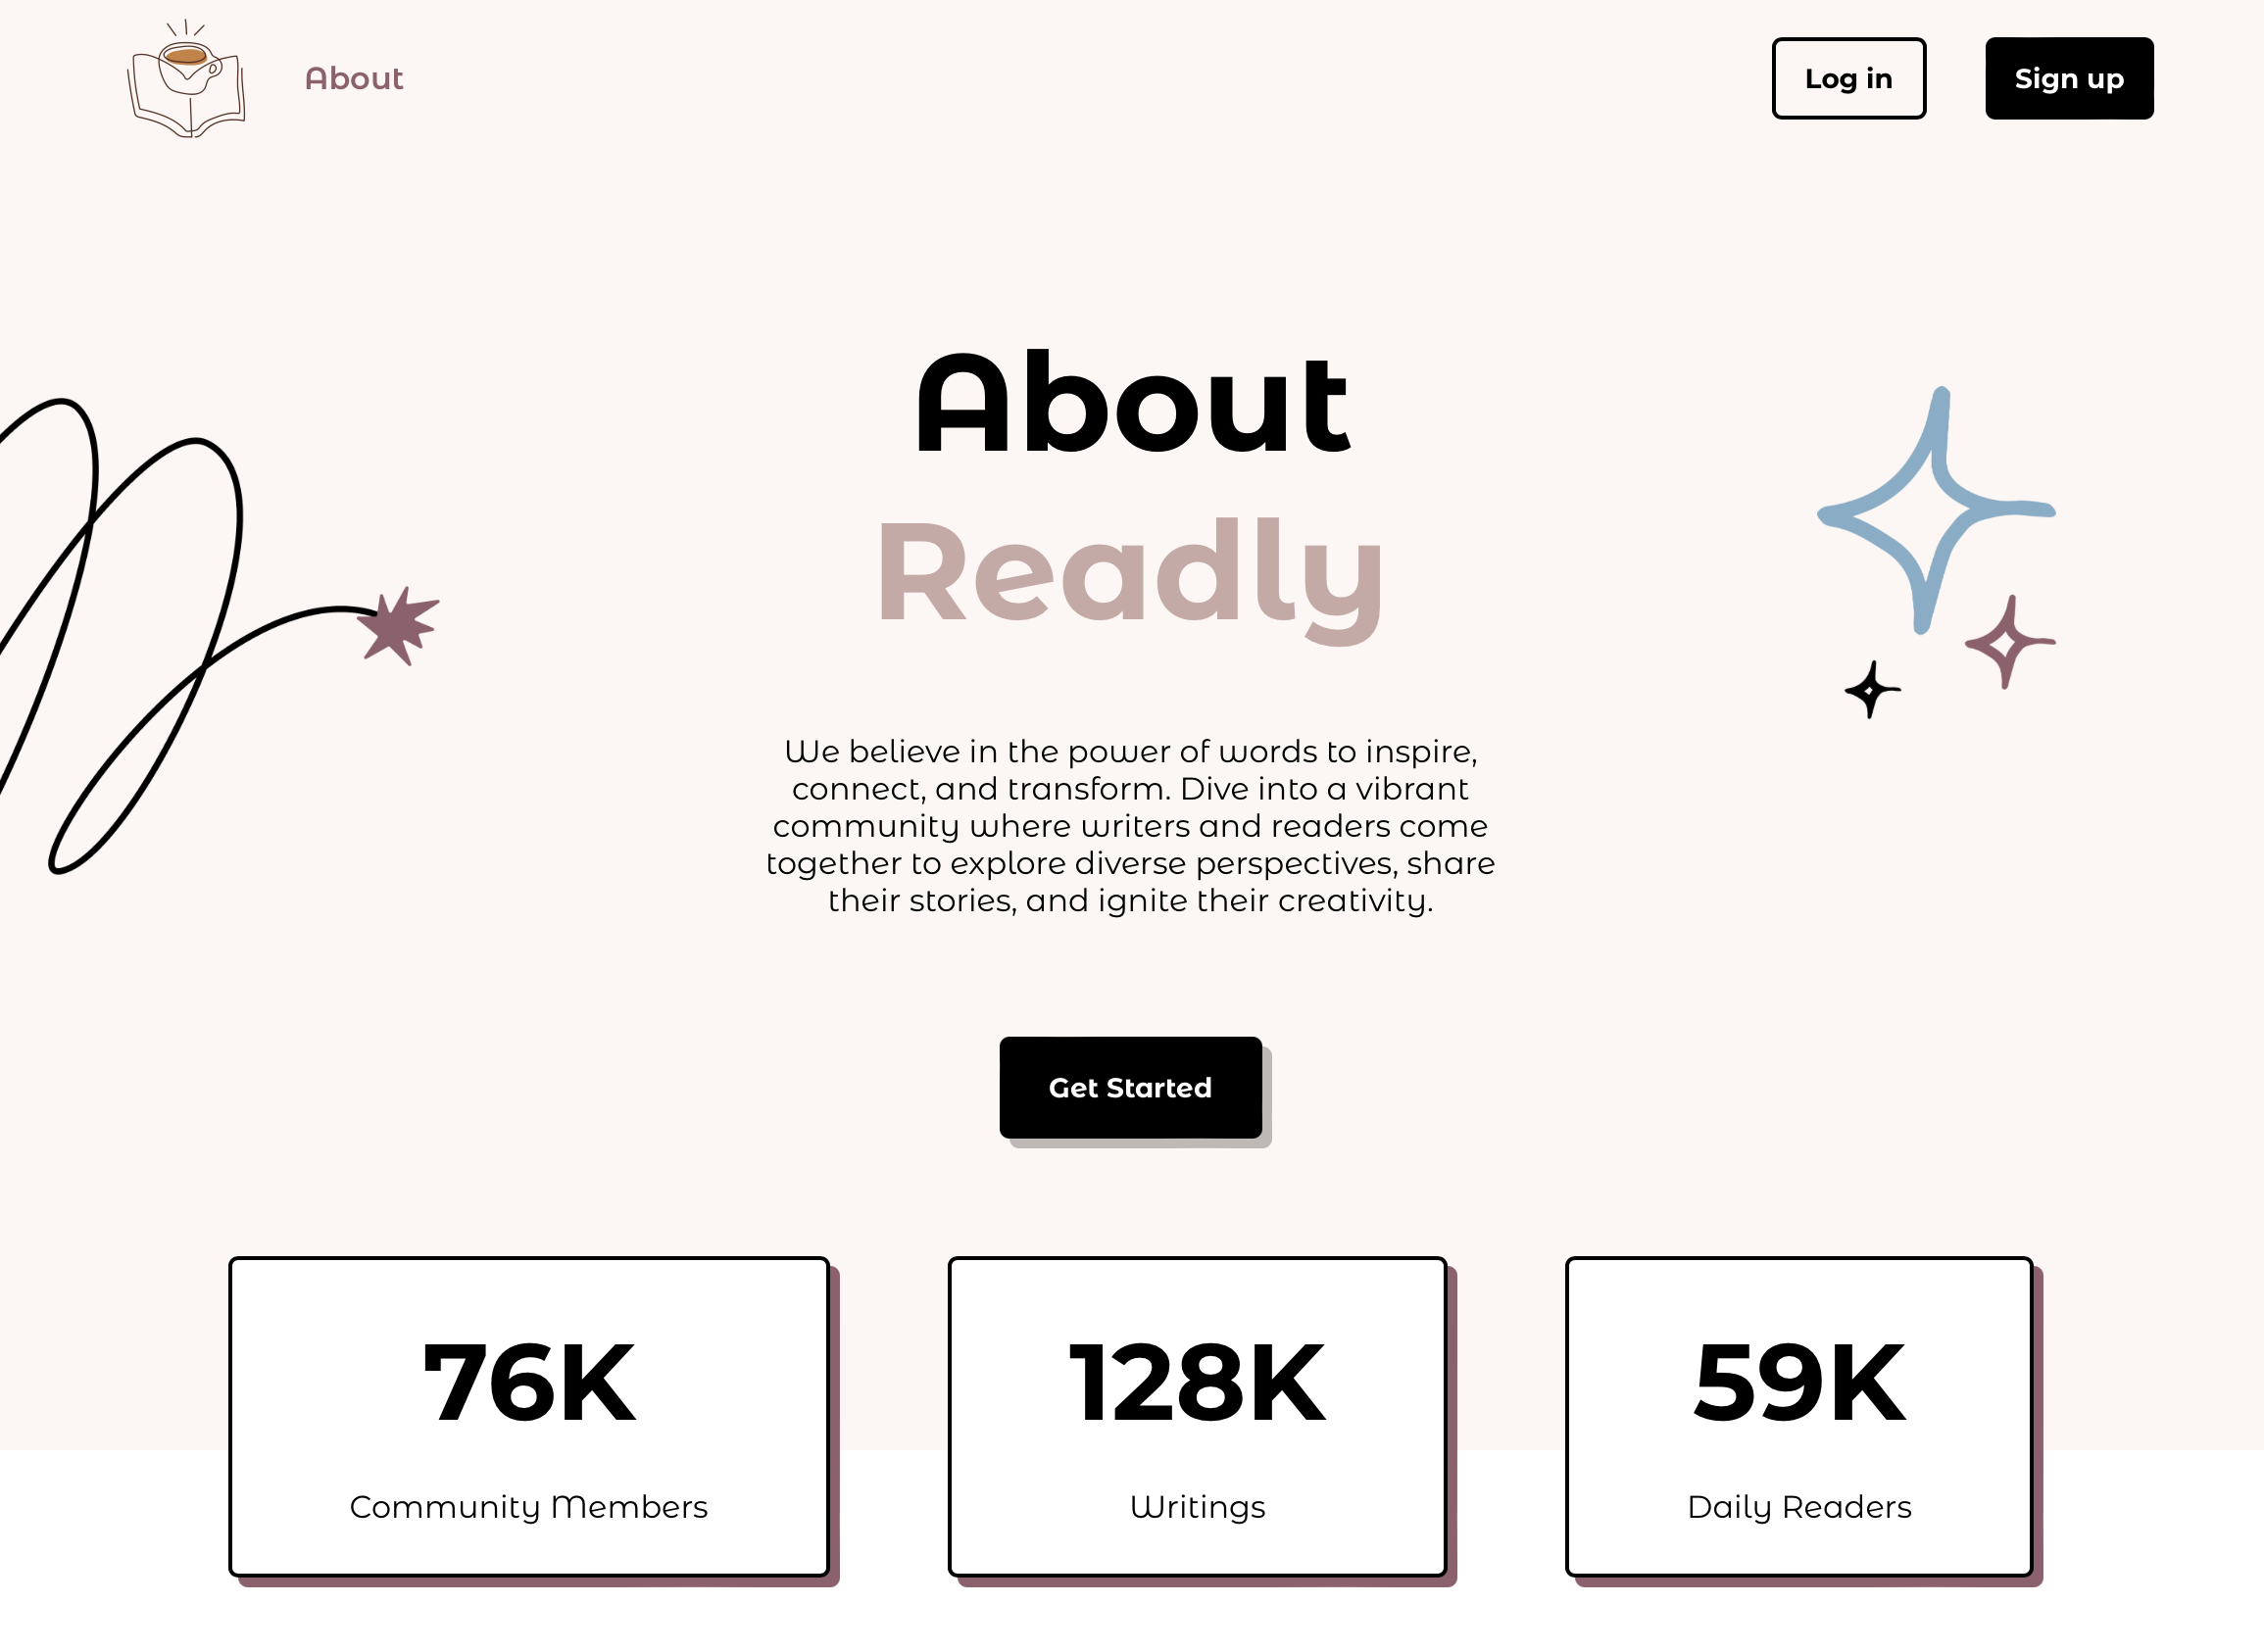 About
Log in
Sign up
About
Readly
We believe in the power of words to inspire,
connect, and transform. Dive into a vibrant
community where writers and readers come
together to explore diverse perspectives, share
their stories, and ignite their creativity.
Get Started
76K
Community Members
128K
Writings
59K
Daily Readers